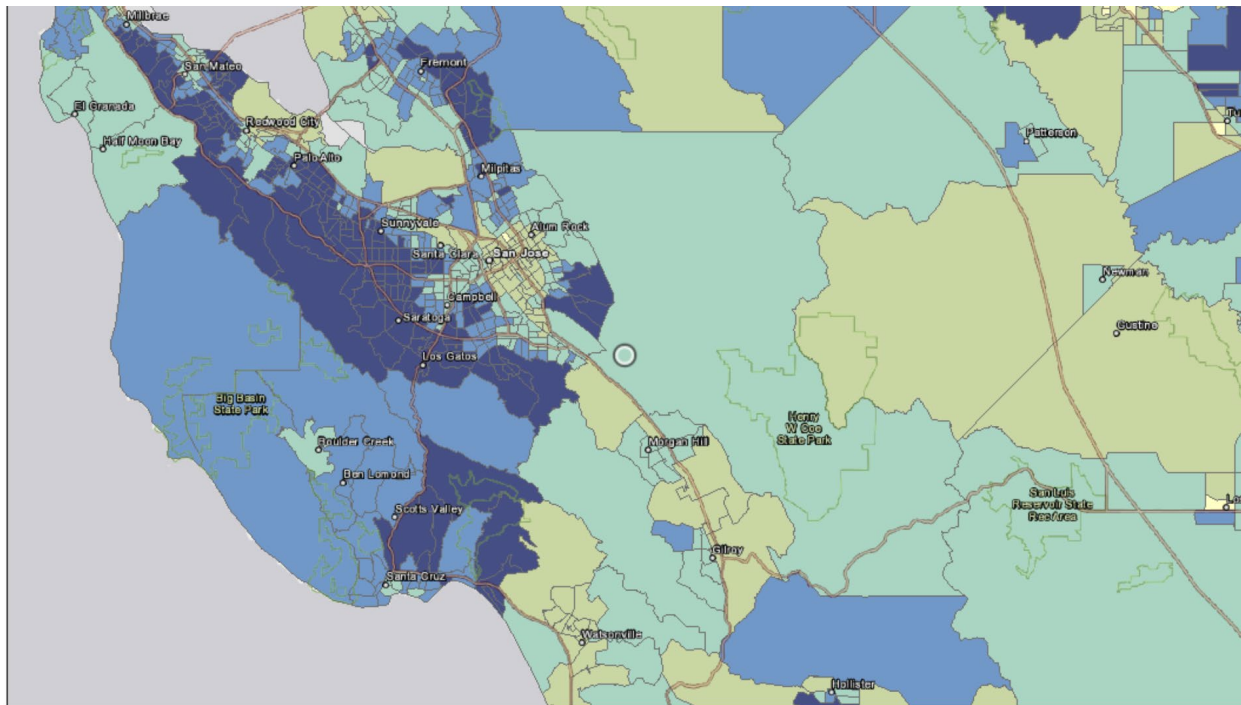 Millbrae
San Mateo
Fremont
El Granada
Redwood City
Half Moon Bay
Palo Alto
Patterson
Milpitas
Sunnyvale
Alum Rock
Santa Clara
San Jose
Newman
Campbell
Saratoga
Gustine
Los Gatos
Big Basin
State Park
Henry
W Coe
State Park
Boulder Creek
Morgan Hill
Ben Lomond
San Luis
Reservoir State
Rec Area
Scotts Valley
Gilroy
Santa Cruz
Watsonville
Hollister